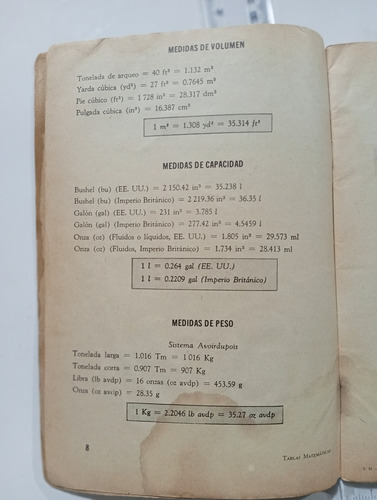 MEDIDAS DE VOLUMEN
Tonelada de arqueo = 40 ft³ = 1.132 m³
Yarda cúbica (yd³) = 27 ft³ = 0.7645 m³
Pie cúbico (ft³) = 1 728 in³ = 28.317 dm³
Pulgada cúbica (in³) = 16.387 cm³
1 m³ = 1.308 yd³ = 35.314 ft³
MEDIDAS DE CAPACIDAD
Bushel (bu) (EE. UU.) = 2 150.42 in³ = 35.238 l
Bushel (bu) (Imperio Británico) = 2 219.36 in³ = 36.35 l
Galón (gal) (EE. UU.) = 231 in³ = 3.785 l
Galón (gal) (Imperio Británico) = 277.42 in³ = 4.5459 l
Onza (oz) (Fluidos o líquidos, EE. UU.) = 1.805 in³ = 29.573 ml
Onza (oz) (Fluidos, Imperio Británico) = 1.734 in³ = 28.413 ml
1 l = 0.264 gal (EE. UU.)
1 l = 0.2209 gal (Imperio Británico)
MEDIDAS DE PESO
Sistema Avoirdupois
Tonelada larga = 1.016 Tm = 1 016 Kg
Tonelada corta = 0.907 Tm = 907 Kg
Libra (lb avdp) = 16 onzas (oz avdp) = 453.59 g
Onza (oz avdp) = 28.35 g
1 Kg = 2.2046 lb avdp = 35.27 oz avdp
8
TABLAS MATEMÁTICAS